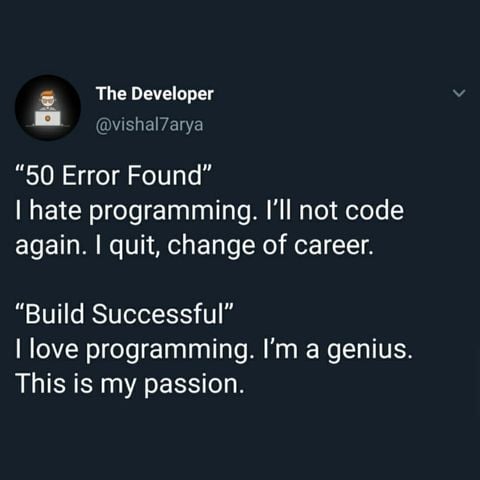 The Developer
@vishal7arya
“50 Error Found”
I hate programming. I’ll not code
again. I quit, change of career.
“Build Successful”
I love programming. I’m a genius.
This is my passion.